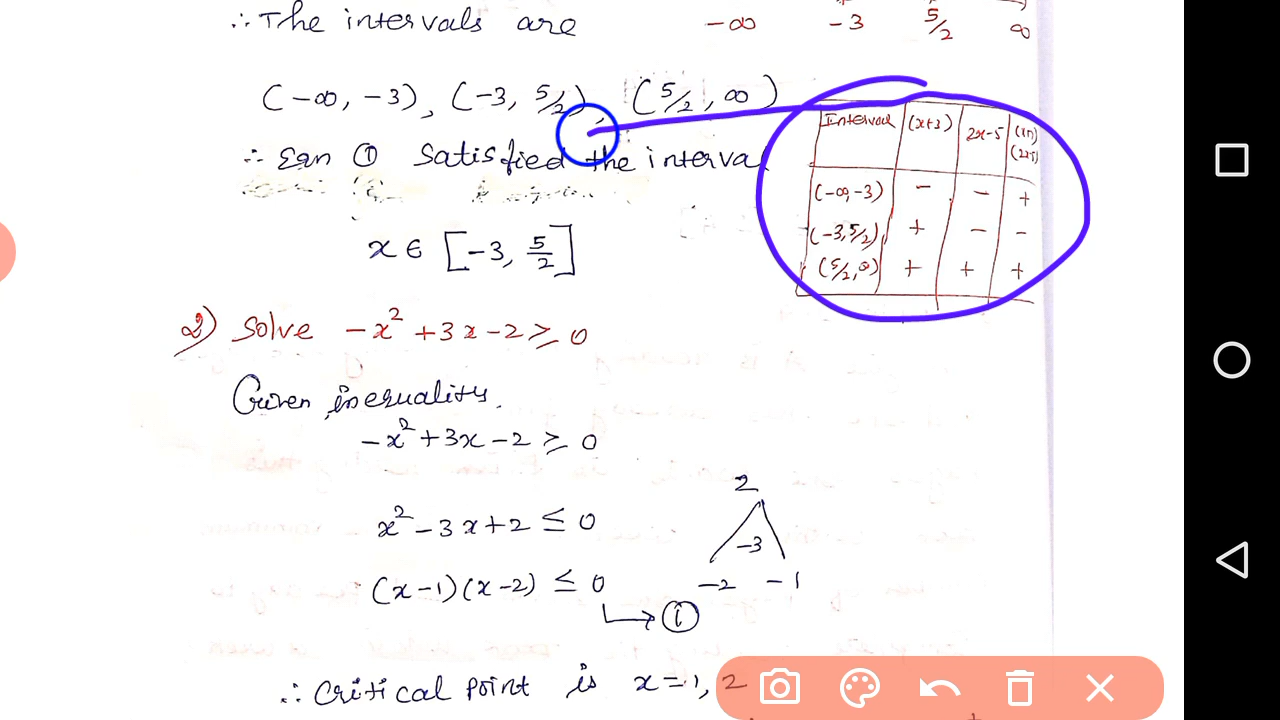 ∴ The intervals are -∞ -3 5/2 ∞
(-∞, -3), (-3, 5/2), (5/2, ∞)
∴ Eqn ① Satisfied the interval
x ∈ [-3, 5/2]
Interval (x+3) 2x-5
(-∞,-3) - - +
(-3,5/2) + - -
(5/2,∞) + + +
2) Solve -x² + 3x - 2 ≥ 0
Given inequality.
-x² + 3x - 2 ≥ 0
x² - 3x + 2 ≤ 0
2
-3
-2 -1
(x-1)(x-2) ≤ 0
→ ①
∴ Critical point is x = 1, 2